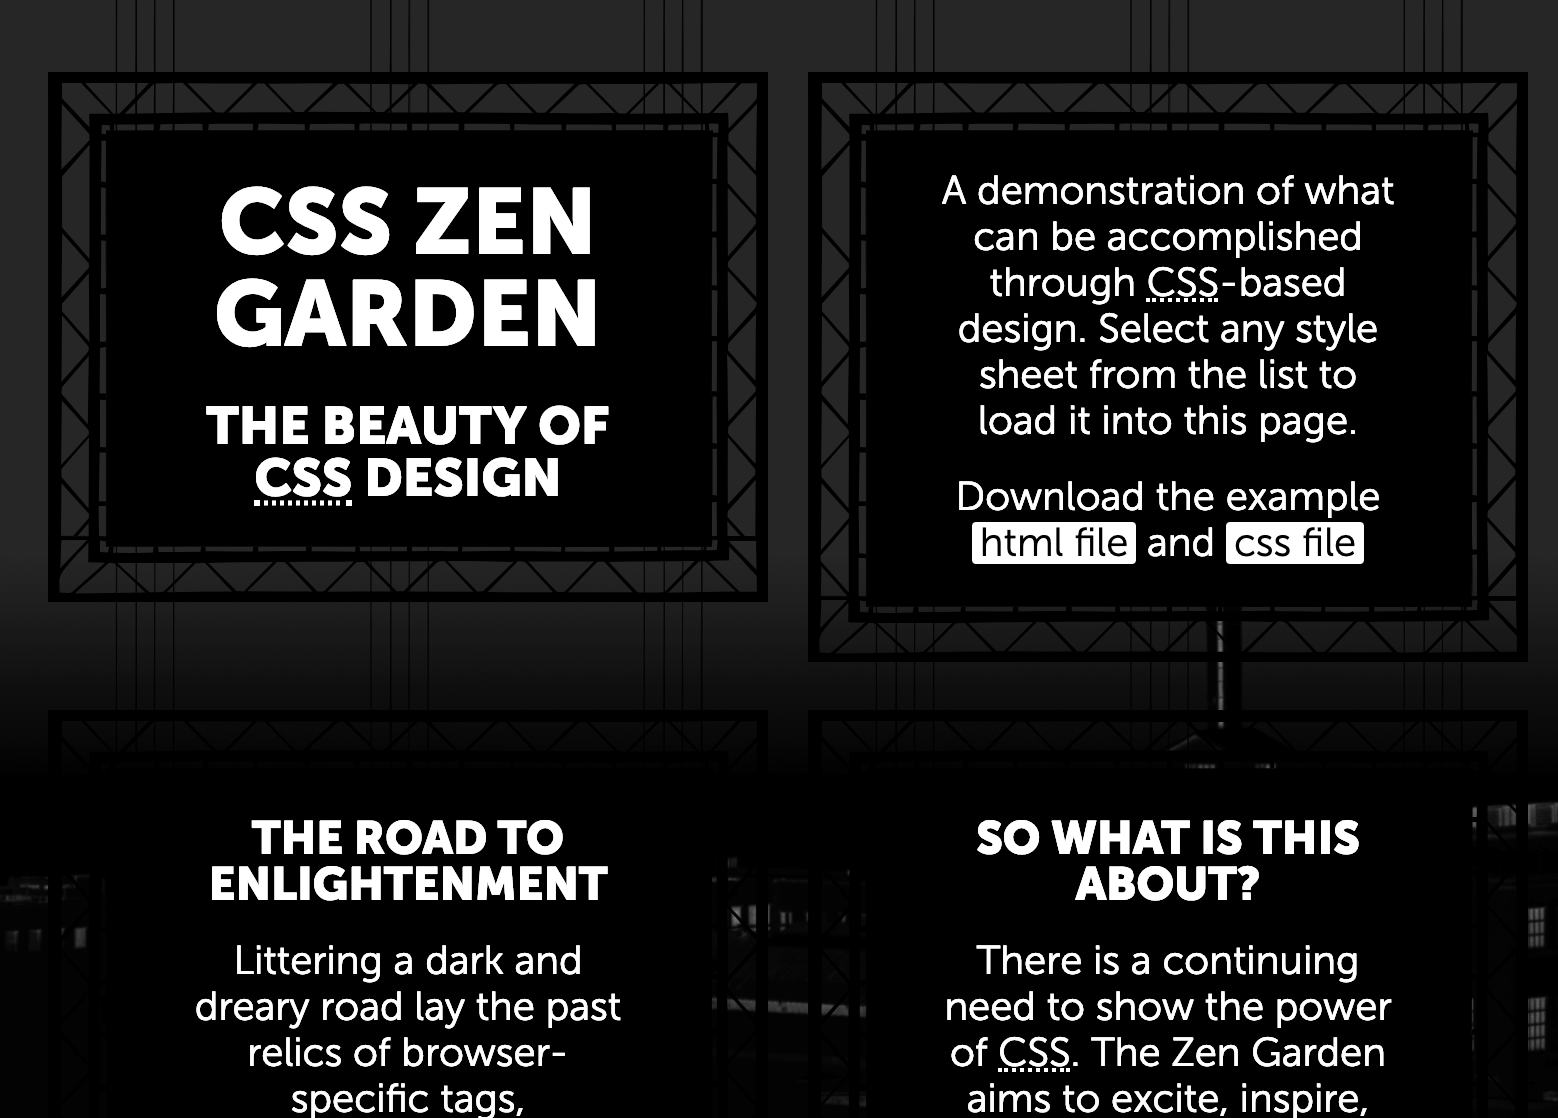 CSS ZEN
GARDEN
THE BEAUTY OF
CSS DESIGN
A demonstration of what
can be accomplished
through CSS-based
design. Select any style
sheet from the list to
load it into this page.
Download the example
html file and css file
THE ROAD TO
ENLIGHTENMENT
Littering a dark and
dreary road lay the past
relics of browser-
specific tags,
SO WHAT IS THIS
ABOUT?
There is a continuing
need to show the power
of CSS. The Zen Garden
aims to excite, inspire,